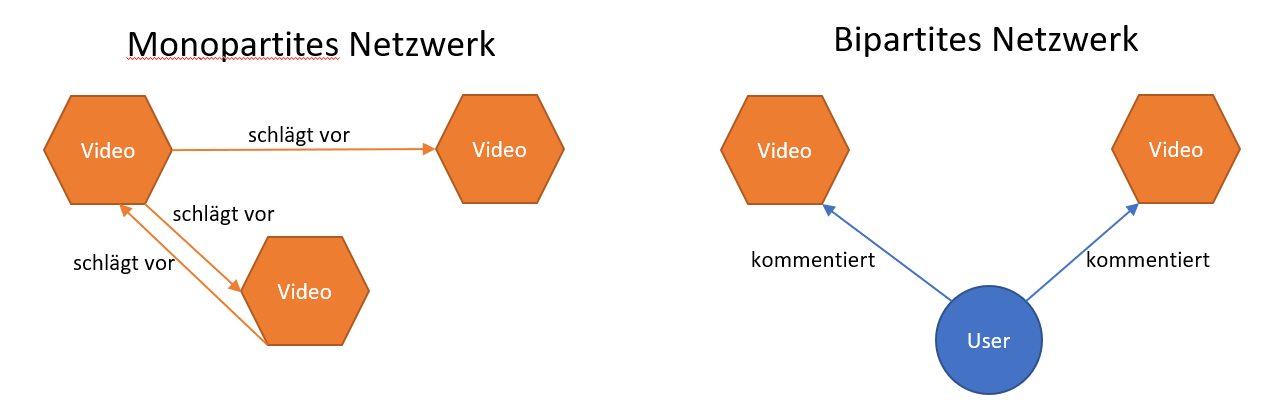 Monopartites Netzwerk
Video
schlägt vor
Video
schlägt vor
schlägt vor
Video
Bipartites Netzwerk
Video
Video
kommentiert
kommentiert
User